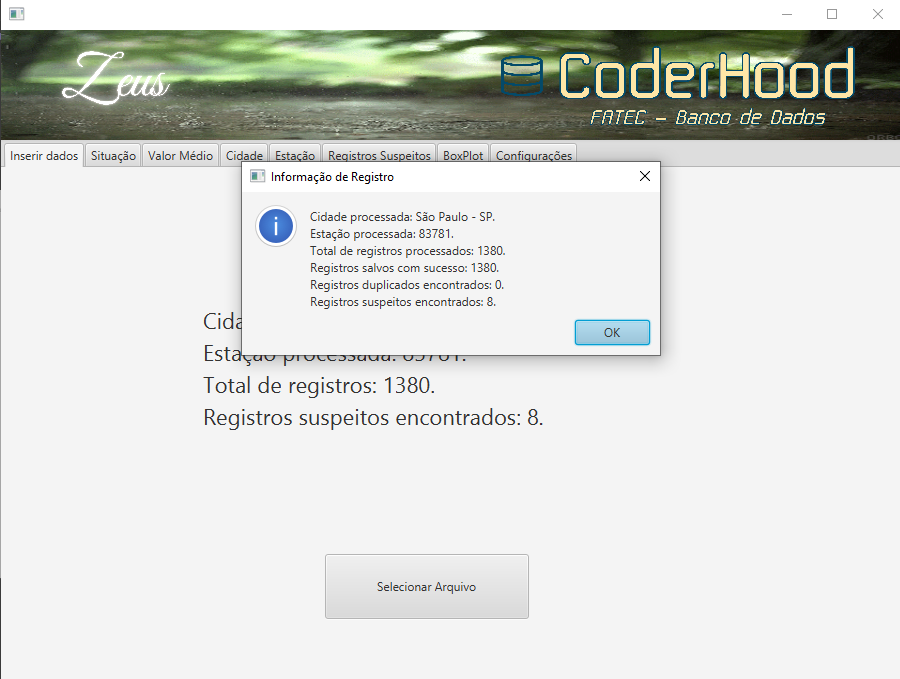 Zeus
CoderHood
FATEC - Banco de Dados
Inserir dados
Situação
Valor Médio
Cidade
Estação
Registros Suspeitos
BoxPlot
Configurações
Informação de Registro
Cidade processada: São Paulo - SP.
Estação processada: 83781.
Total de registros processados: 1380.
Registros salvos com sucesso: 1380.
Registros duplicados encontrados: 0.
Registros suspeitos encontrados: 8.
OK
Estação processada: 83781.
Total de registros: 1380.
Registros suspeitos encontrados: 8.
Selecionar Arquivo